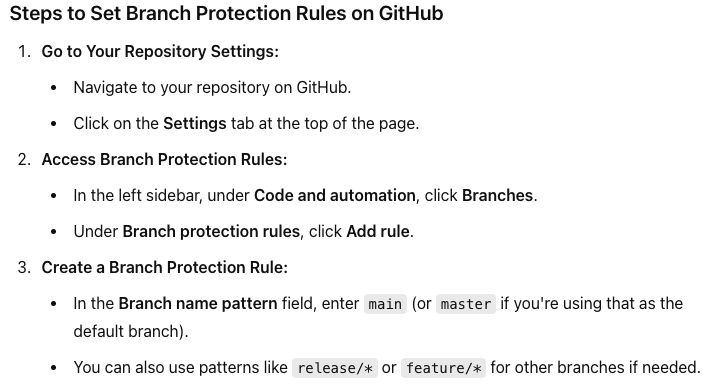 Steps to Set Branch Protection Rules on GitHub
1. Go to Your Repository Settings:
• Navigate to your repository on GitHub.
• Click on the Settings tab at the top of the page.
2. Access Branch Protection Rules:
• In the left sidebar, under Code and automation, click Branches.
• Under Branch protection rules, click Add rule.
3. Create a Branch Protection Rule:
• In the Branch name pattern field, enter main (or master if you're using that as the
default branch).
• You can also use patterns like release/* or feature/* for other branches if needed.